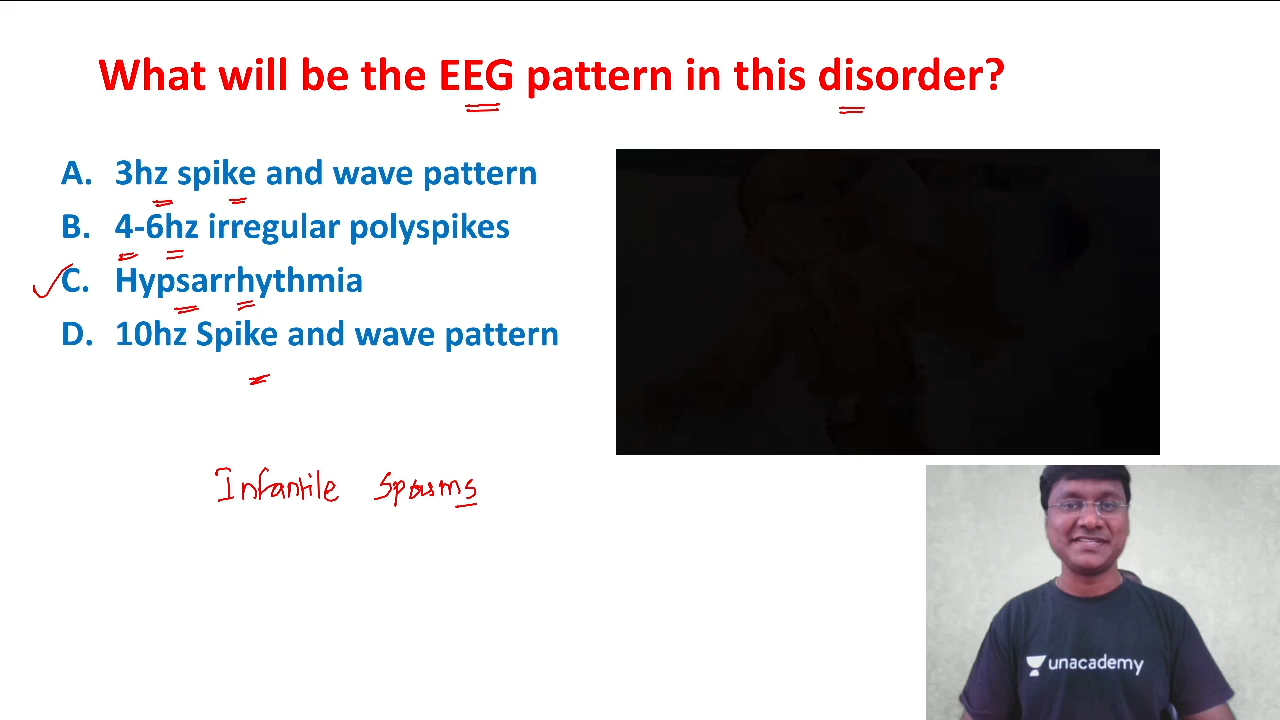 What will be the EEG pattern in this disorder?
A. 3hz spike and wave pattern
B. 4-6hz irregular polyspikes
C. Hypsarrhythmia
D. 10hz Spike and wave pattern
Infantile Spasms
unacademy